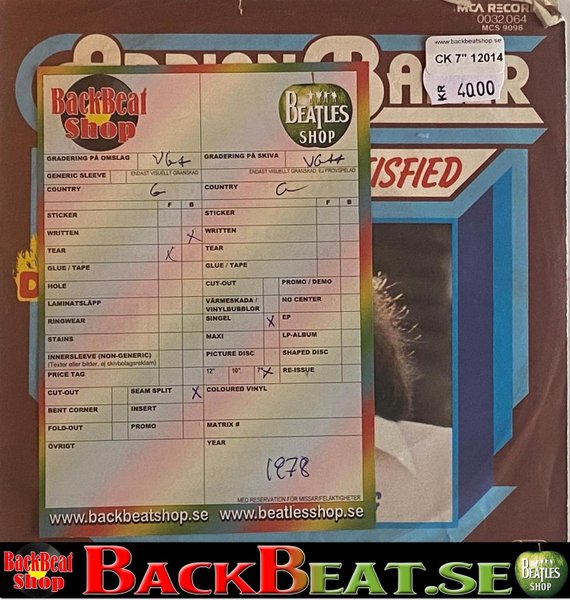 MCA RECOR
0032.064
MCS 9098
www.backbeatshop.se
CK 7" 12014
KR 40.00
ISFIED
BackBeat
Shop
BEATLES
SHOP
GRADERING PÅ OMSLAG VG+
GRADERING PÅ SKIVA VG++
GENERIC SLEEVE
ENDAST VISUELLT GRANSKAD
ENDAST VISUELLT GRANSKAD, EJ PROVSPELAD
COUNTRY G
COUNTRY G
F B
F B
STICKER
STICKER
WRITTEN X
WRITTEN
TEAR X
TEAR
GLUE / TAPE
GLUE / TAPE
HOLE
CUT-OUT
PROMO / DEMO
LAMINATSLÄPP
VÄRMESKADA /
VINYLBUBBLOR
NO CENTER
RINGWEAR
SINGEL X
EP
STAINS
MAXI
LP-ALBUM
INNERSLEEVE (NON-GENERIC)
(Texter eller bilder, ej skivbolagsreklam)
PICTURE DISC
SHAPED DISC
PRICE TAG
12" 10" 7" X
RE-ISSUE
CUT-OUT
SEAM SPLIT X
COLOURED VINYL
BENT CORNER
INSERT
FOLD-OUT
PROMO
MATRIX #
ÖVRIGT
YEAR
1978
MED RESERVATION FÖR MISSAR/FELAKTIGHETER
www.backbeatshop.se www.beatlesshop.se
BackBeat
Shop
BACKBEAT.SE
BEATLES
SHOP